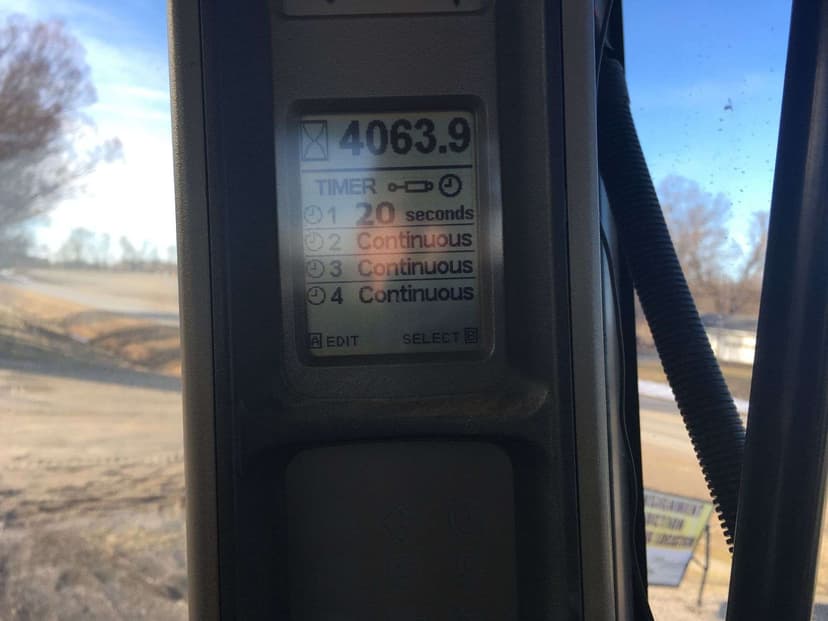 4063.9
TIMER
1 20 seconds
2 Continuous
3 Continuous
4 Continuous
A EDIT SELECT B